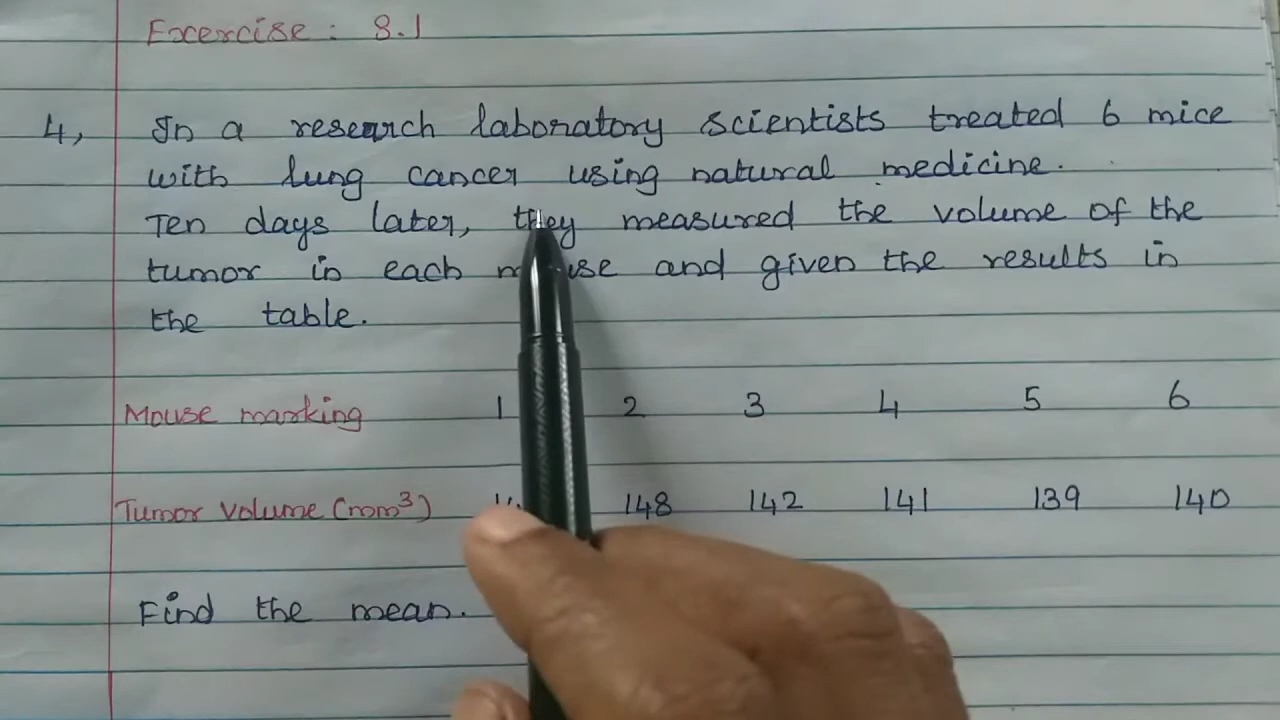 Excercise : 8.1
4, In a research laboratory scientists treated 6 mice
with lung cancer using natural medicine.
Ten days later, they measured the volume of the
tumor in each and given the results in
the table.
Mouse marking 1 2 3 4 5 6
Tumor volume (mm³) 148 142 141 139 140
Find the mean.